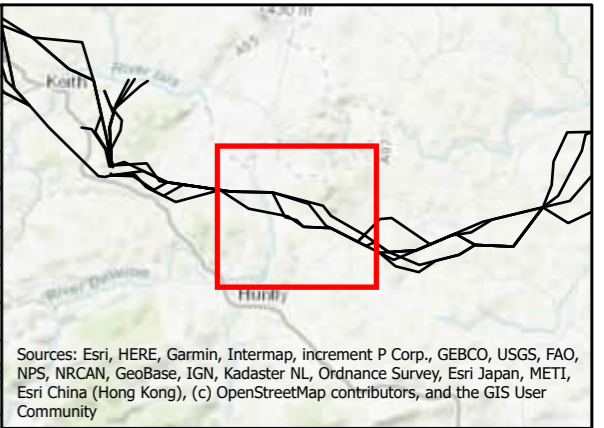 1430 m
A95
River Isla
Keith
River Deveron
Huntly
Sources: Esri, HERE, Garmin, Intermap, increment P Corp., GEBCO, USGS, FAO,
NPS, NRCAN, GeoBase, IGN, Kadaster NL, Ordnance Survey, Esri Japan, METI,
Esri China (Hong Kong), (c) OpenStreetMap contributors, and the GIS User
Community